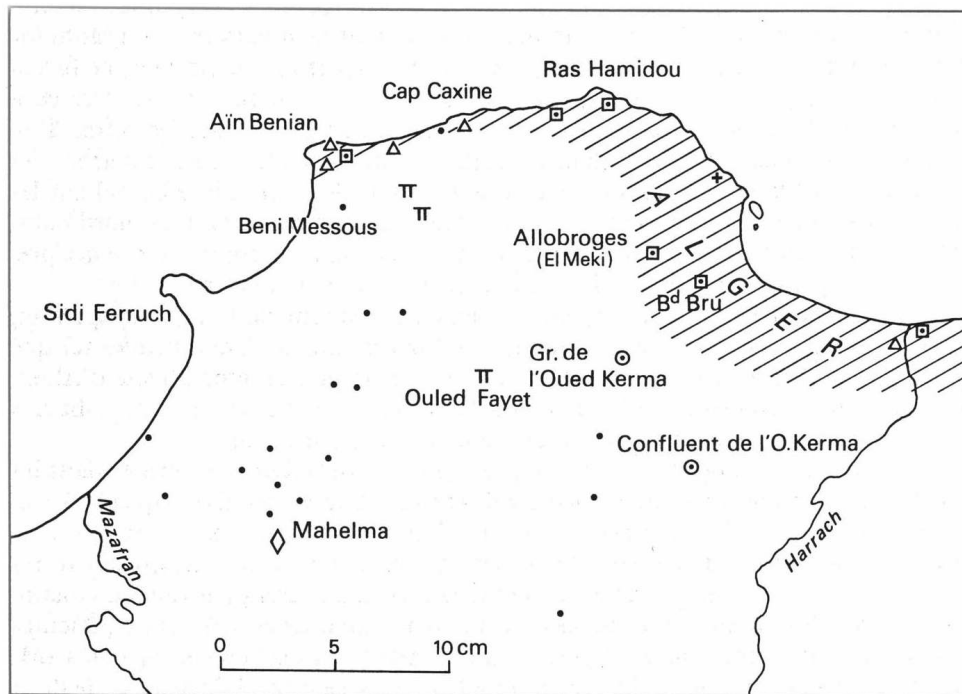 Ras Hamidou
Cap Caxine
Aïn Benian
Beni Messous
Allobroges
(El Meki)
Bd Bru
ALGER
Sidi Ferruch
Gr. de
l'Oued Kerma
Ouled Fayet
Confluent de l'O.Kerma
Mazafran
Mahelma
Harrach
0 5 10 cm